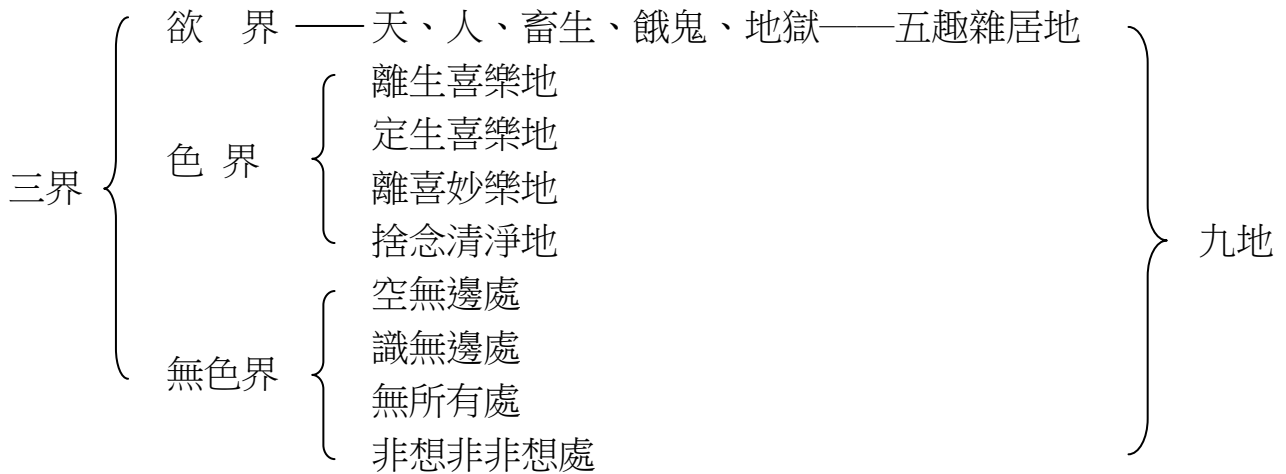 欲　界 —— 天、人、畜生、餓鬼、地獄——五趣雜居地
離生喜樂地
定生喜樂地
色 界
離喜妙樂地
三界
捨念清淨地
九地
空無邊處
識無邊處
無色界
無所有處
非想非非想處